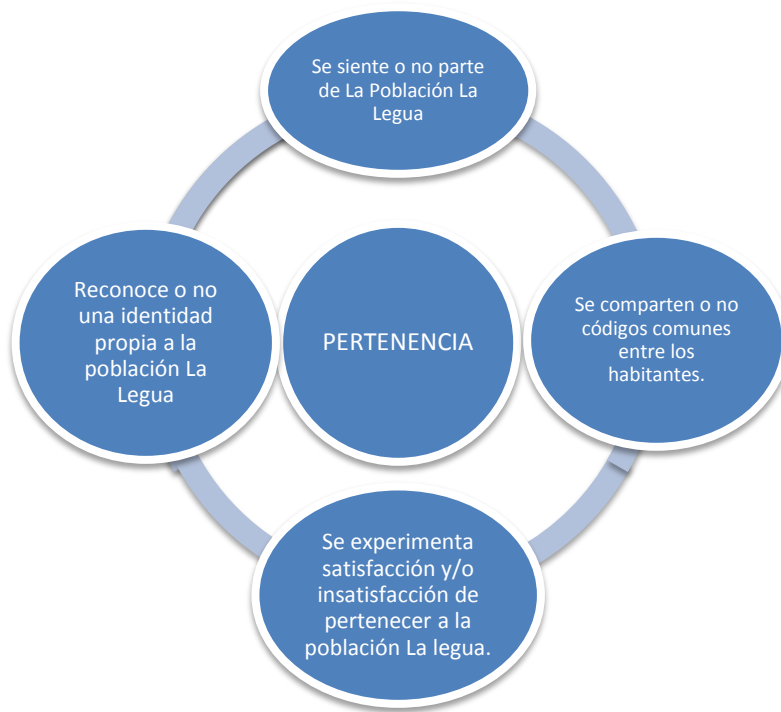 Se siente o no parte
de La Población La
Legua
Reconoce o no
una identidad
propia a la
población La
Legua
PERTENENCIA
Se comparten o no
códigos comunes
entre los
habitantes.
Se experimenta
satisfacción y/o
insatisfacción de
pertenecer a la
población La legua.